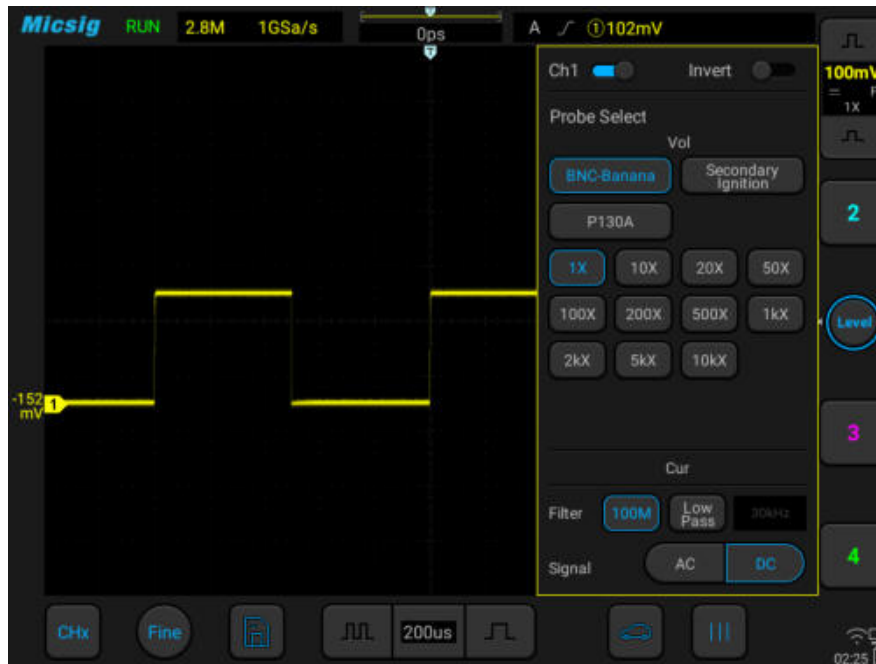 Micsig RUN 2.8M 1GSa/s 0ps A ①102mV
T
Ch1 Invert
100mV
1X
Probe Select
Vol
BNC-Banana Secondary Ignition
P130A
2
1X 10X 20X 50X
100X 200X 500X 1kX
Level
2kX 5kX 10kX
-152
mV
1
3
Cur
Filter 100M Low Pass 30kHz
Signal AC DC
4
CHx Fine 200us
02:25